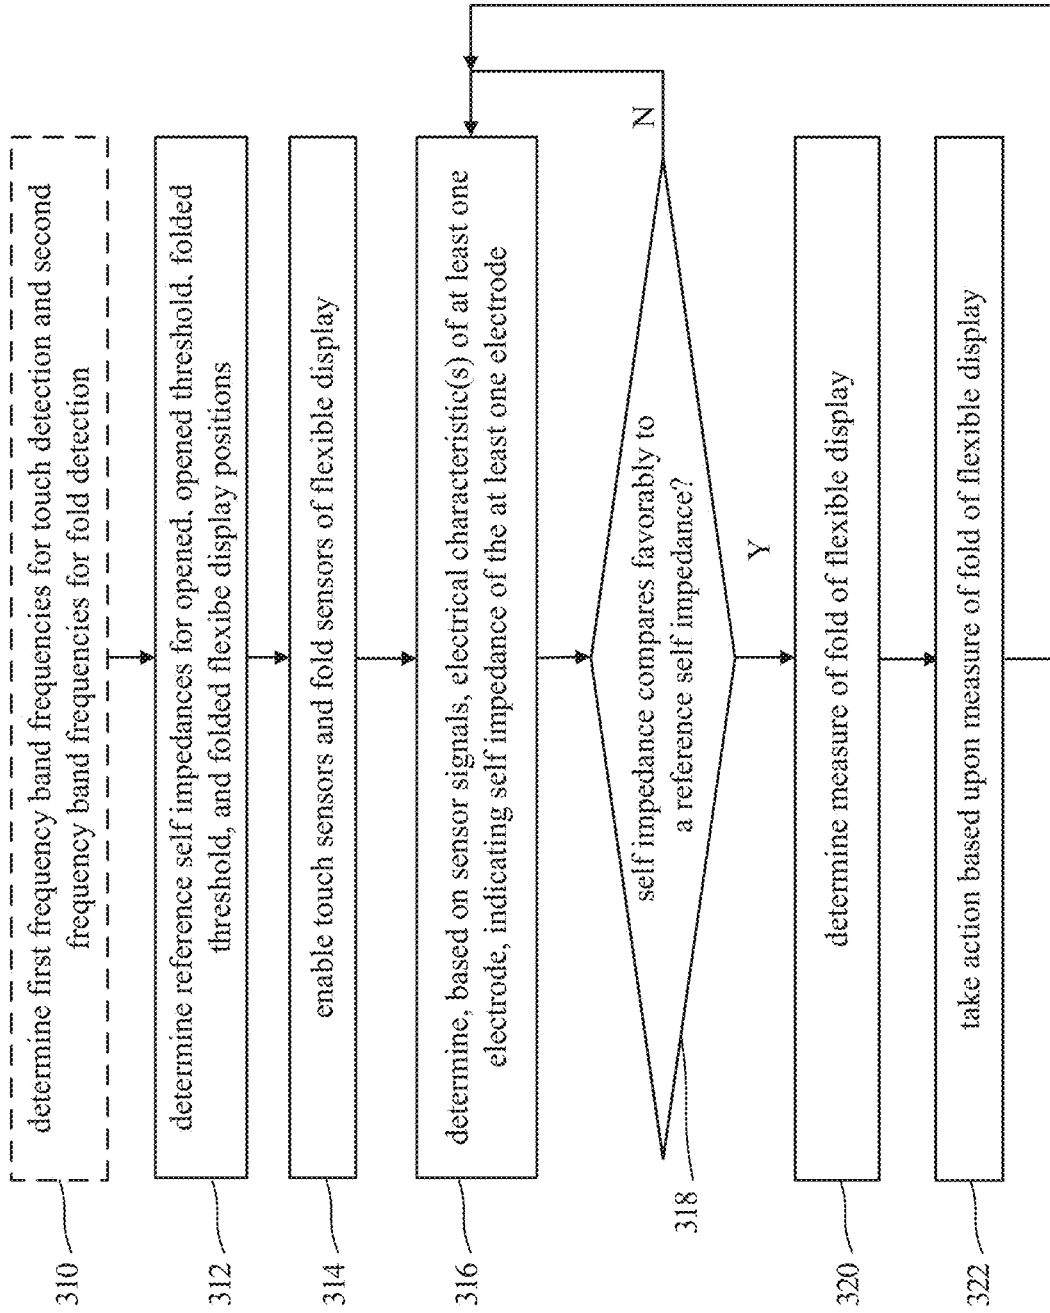 310
determine first frequency band frequencies for touch detection and second
frequency band frequencies for fold detection
312
determine reference self impedances for opened, opened threshold, folded
threshold, and folded flexibe display positions
314
enable touch sensors and fold sensors of flexible display
316
determine, based on sensor signals, electrical characteristic(s) of at least one
electrode, indicating self impedance of the at least one electrode
318
self impedance compares favorably to
a reference self impedance?
N
Y
320
determine measure of fold of flexible display
322
take action based upon measure of fold of flexible display